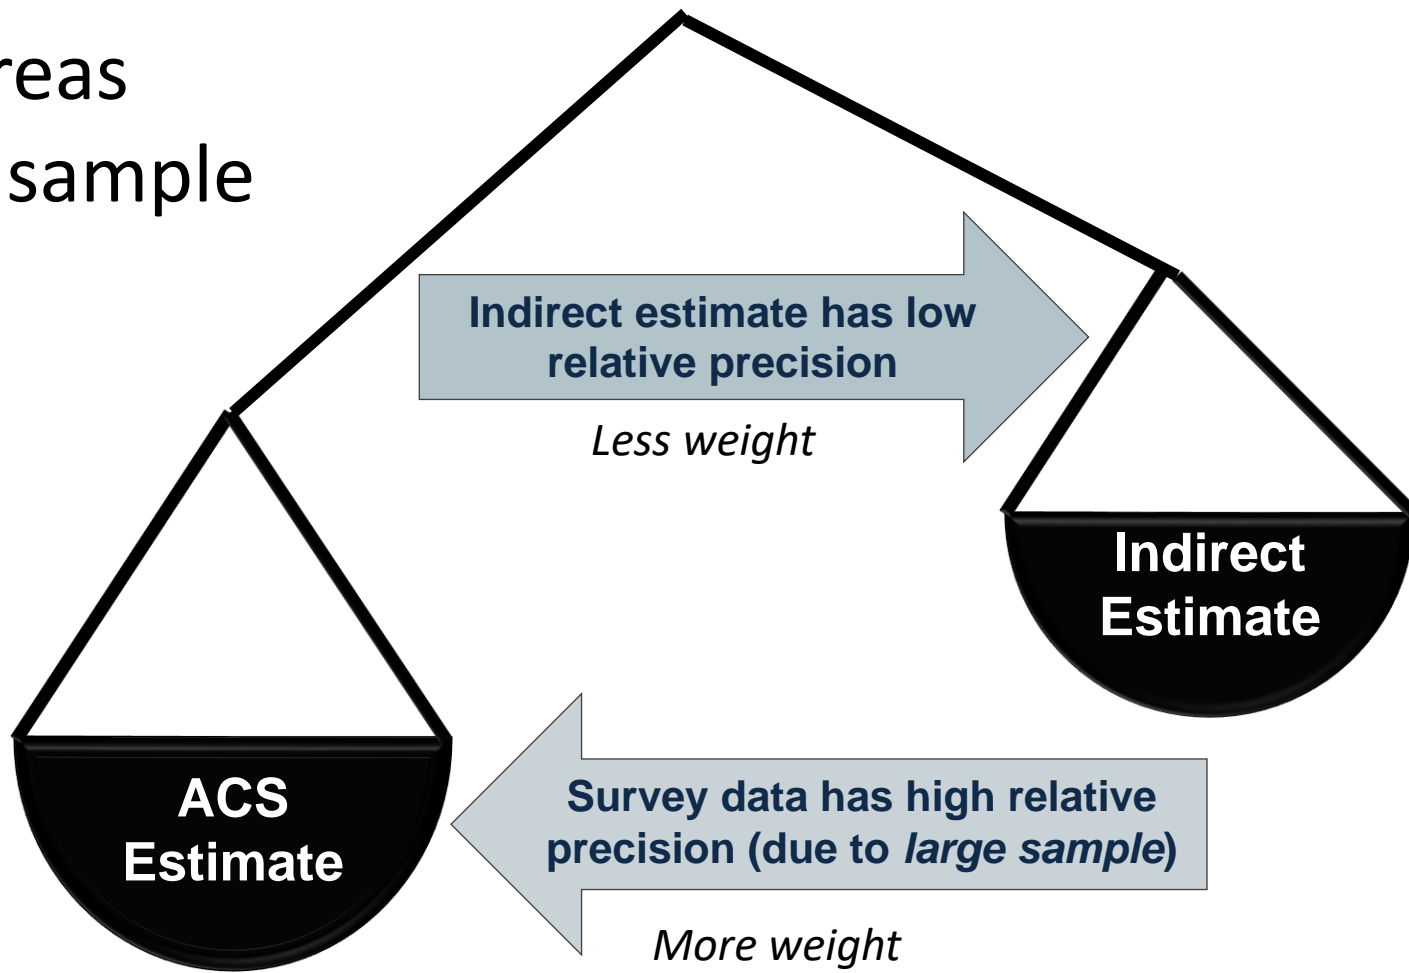 reas
sample
Indirect estimate has low
relative precision
Less weight
Indirect
Estimate
ACS
Estimate
Survey data has high relative
precision (due to large sample)
More weight